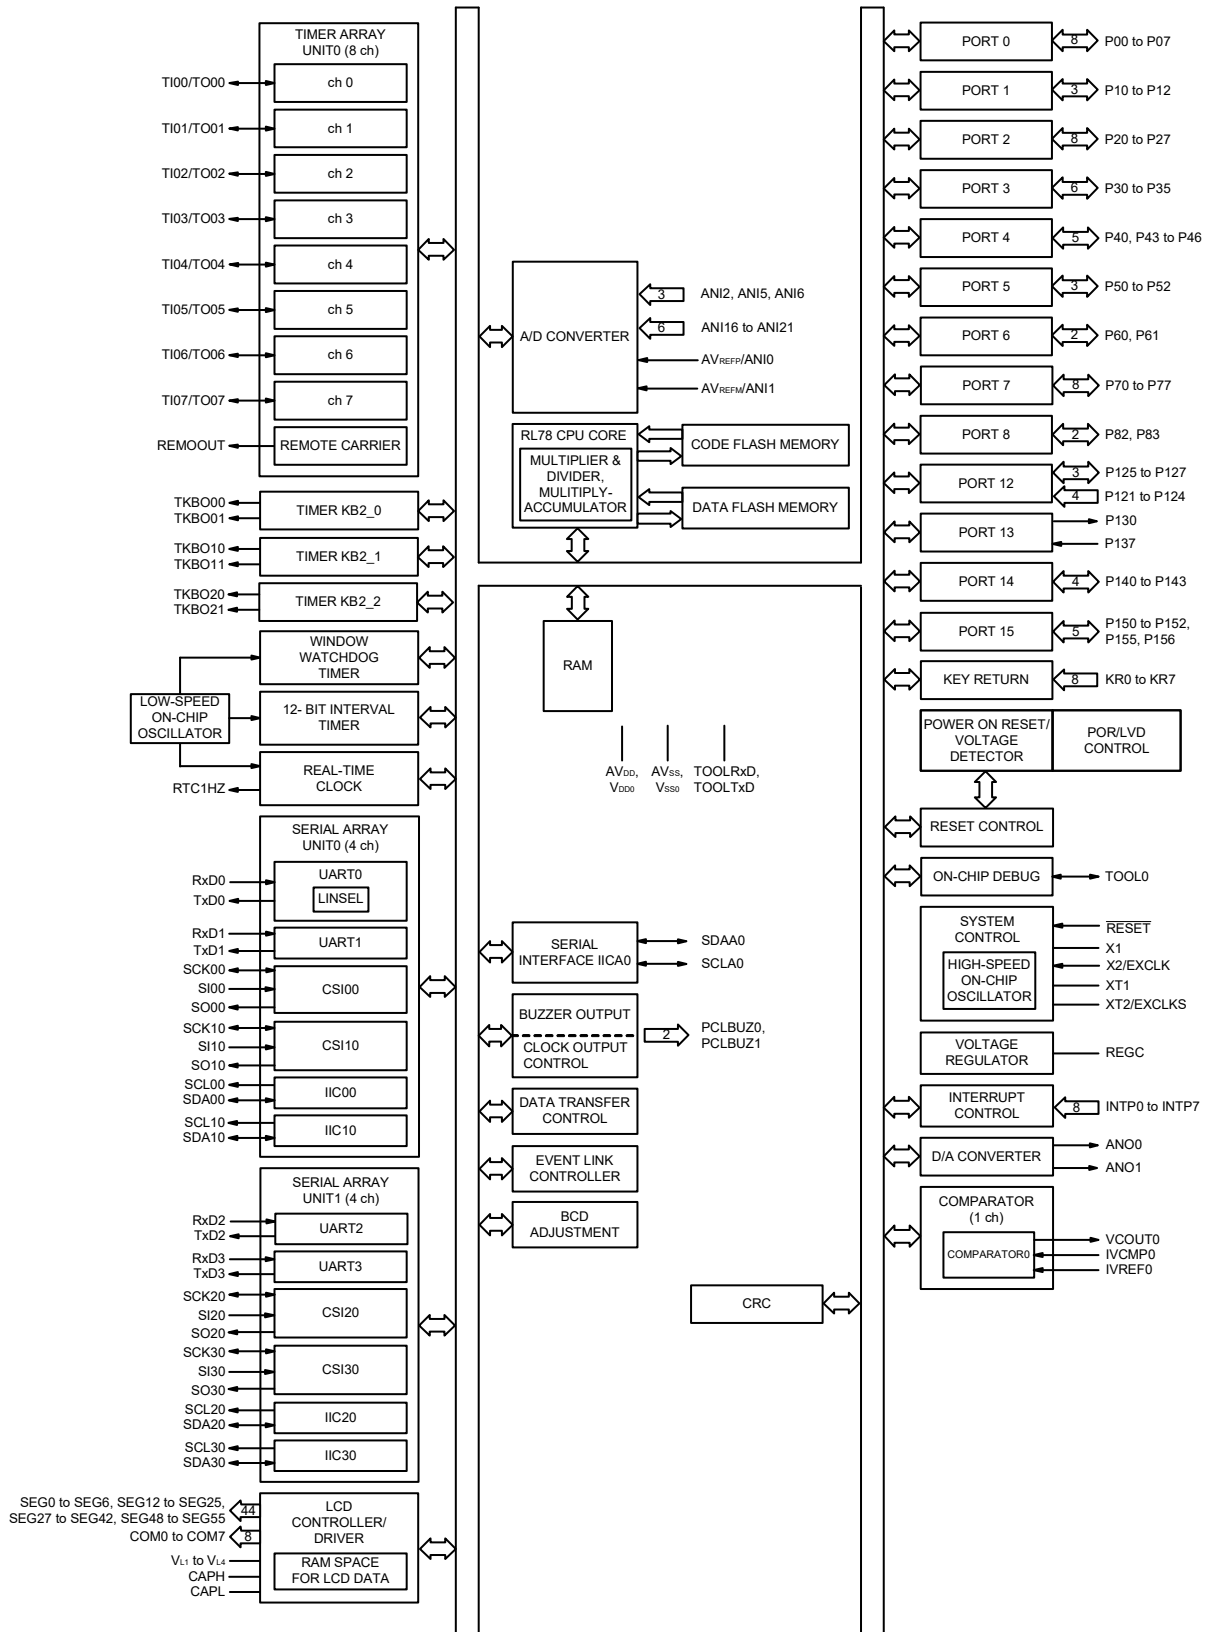 TIMER ARRAY
UNIT0 (8 ch)
TI00/TO00
ch 0
TI01/TO01
ch 1
TI02/TO02
ch 2
TI03/TO03
ch 3
TI04/TO04
ch 4
TI05/TO05
ch 5
TI06/TO06
ch 6
TI07/TO07
ch 7
REMOOUT
REMOTE CARRIER
TKBO00
TKBO01
TIMER KB2_0
TKBO10
TKBO11
TIMER KB2_1
TKBO20
TKBO21
TIMER KB2_2
WINDOW
WATCHDOG
TIMER
LOW-SPEED
ON-CHIP
OSCILLATOR
12- BIT INTERVAL
TIMER
REAL-TIME
CLOCK
RTC1HZ
SERIAL ARRAY
UNIT0 (4 ch)
RxD0
TxD0
UART0
LINSEL
RxD1
TxD1
UART1
SCK00
SI00
SO00
CSI00
SCK10
SI10
SO10
CSI10
SCL00
SDA00
IIC00
SCL10
SDA10
IIC10
SERIAL ARRAY
UNIT1 (4 ch)
RxD2
TxD2
UART2
RxD3
TxD3
UART3
SCK20
SI20
SO20
CSI20
SCK30
SI30
SO30
CSI30
SCL20
SDA20
IIC20
SCL30
SDA30
IIC30
SEG0 to SEG6, SEG12 to SEG25,
SEG27 to SEG42, SEG48 to SEG55
44
COM0 to COM7
8
VL1 to VL4
CAPH
CAPL
LCD
CONTROLLER/
DRIVER
RAM SPACE
FOR LCD DATA
A/D CONVERTER
3
ANI2, ANI5, ANI6
6
ANI16 to ANI21
AVREFP/ANI0
AVREFM/ANI1
RL78 CPU CORE
MULTIPLIER &
DIVIDER,
MULITIPLY-
ACCUMULATOR
CODE FLASH MEMORY
DATA FLASH MEMORY
RAM
AVDD,
VDD0
AVSS,
VSS0
TOOLRxD,
TOOLTxD
SERIAL
INTERFACE IICA0
SDAA0
SCLA0
BUZZER OUTPUT
CLOCK OUTPUT
CONTROL
2
PCLBUZ0,
PCLBUZ1
DATA TRANSFER
CONTROL
EVENT LINK
CONTROLLER
BCD
ADJUSTMENT
CRC
PORT 0
8
P00 to P07
PORT 1
3
P10 to P12
PORT 2
8
P20 to P27
PORT 3
6
P30 to P35
PORT 4
5
P40, P43 to P46
PORT 5
3
P50 to P52
PORT 6
2
P60, P61
PORT 7
8
P70 to P77
PORT 8
2
P82, P83
PORT 12
3
P125 to P127
4
P121 to P124
PORT 13
P130
P137
PORT 14
4
P140 to P143
PORT 15
5
P150 to P152,
P155, P156
KEY RETURN
8
KR0 to KR7
POWER ON RESET/
VOLTAGE
DETECTOR
POR/LVD
CONTROL
RESET CONTROL
ON-CHIP DEBUG
TOOL0
SYSTEM
CONTROL
HIGH-SPEED
ON-CHIP
OSCILLATOR
RESET
X1
X2/EXCLK
XT1
XT2/EXCLKS
VOLTAGE
REGULATOR
REGC
INTERRUPT
CONTROL
8
INTP0 to INTP7
D/A CONVERTER
ANO0
ANO1
COMPARATOR
(1 ch)
COMPARATOR0
VCOUT0
IVCMP0
IVREF0